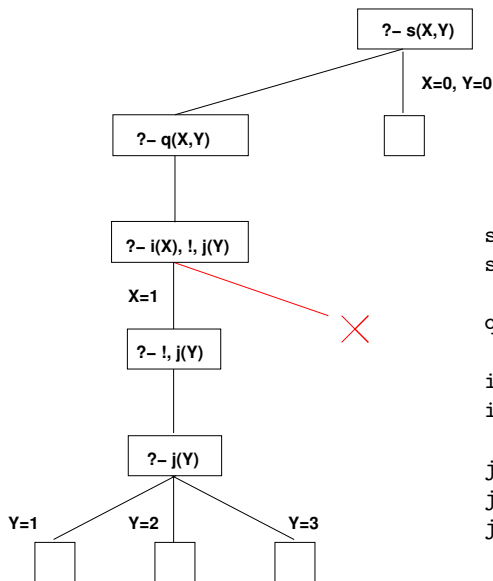 ?– s(X,Y)
X=0, Y=0
?– q(X,Y)
?– i(X), !, j(Y)
s
s
X=1
q
?– !, j(Y)
i
i
?– j(Y)
j
j
j
Y=1
Y=2
Y=3